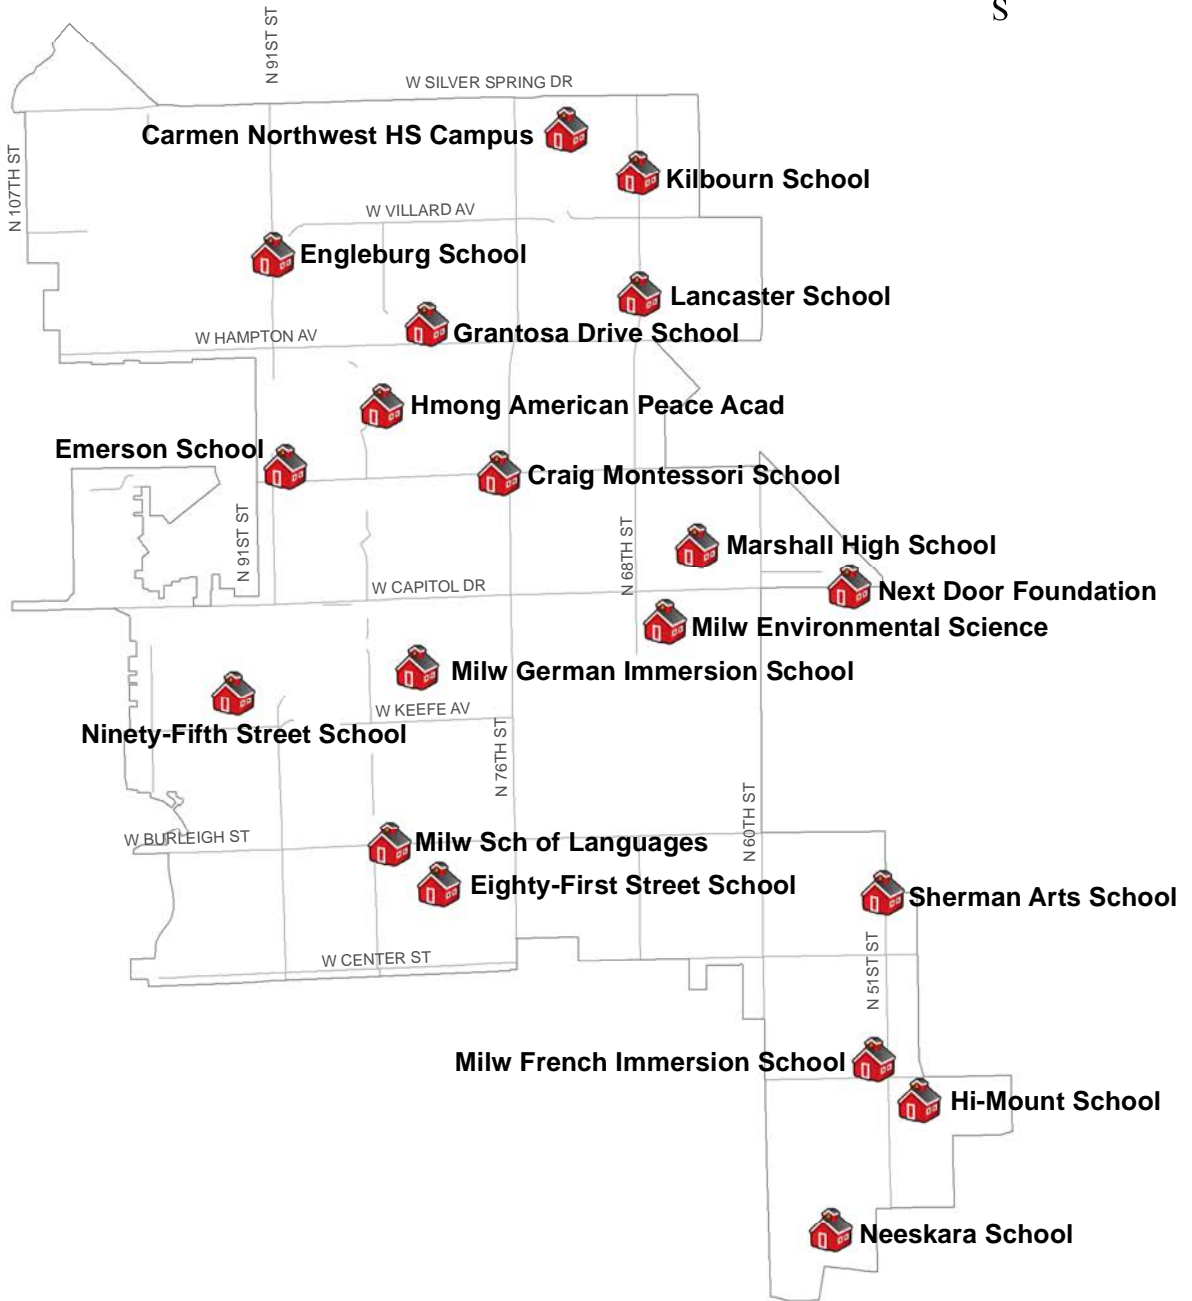 S
N 91ST ST
W SILVER SPRING DR
Carmen Northwest HS Campus
N 107TH ST
Kilbourn School
W VILLARD AV
Engleburg School
Lancaster School
W HAMPTON AV
Grantosa Drive School
Hmong American Peace Acad
Emerson School
Craig Montessori School
N 91ST ST
N 68TH ST
Marshall High School
W CAPITOL DR
Next Door Foundation
Milw Environmental Science
Milw German Immersion School
W KEEFE AV
Ninety-Fifth Street School
N 76TH ST
N 60TH ST
W BURLEIGH ST
Milw Sch of Languages
Eighty-First Street School
Sherman Arts School
W CENTER ST
N 51ST ST
Milw French Immersion School
Hi-Mount School
Neeskara School